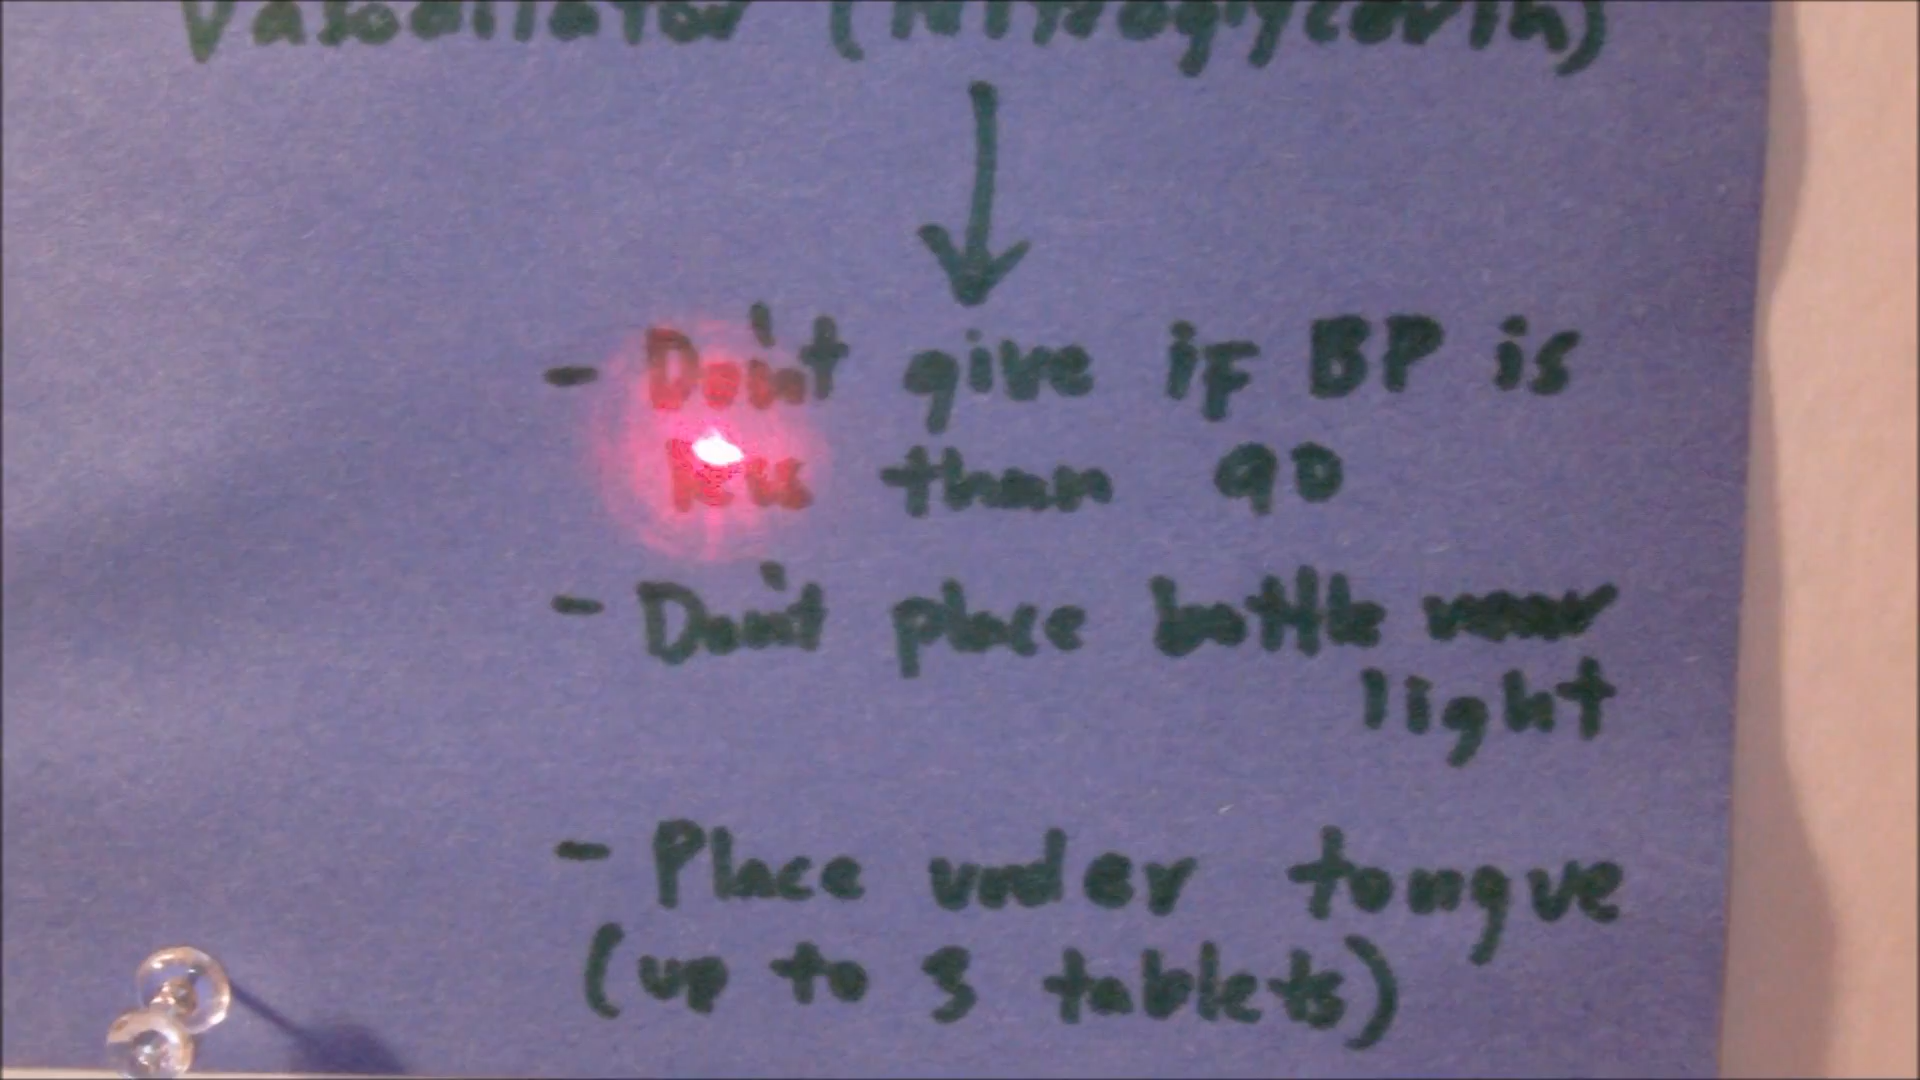 Vasodilator (Nitroglycerin)
- Don't give if BP is
less than 90
- Don't place bottle near
light
- Place under tongue
(up to 3 tablets)